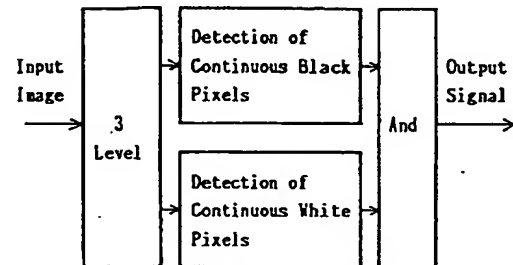 Input
Image
.3
Level
Detection of
Continuous Black
Pixels
Detection of
Continuous White
Pixels
And
Output
Signal